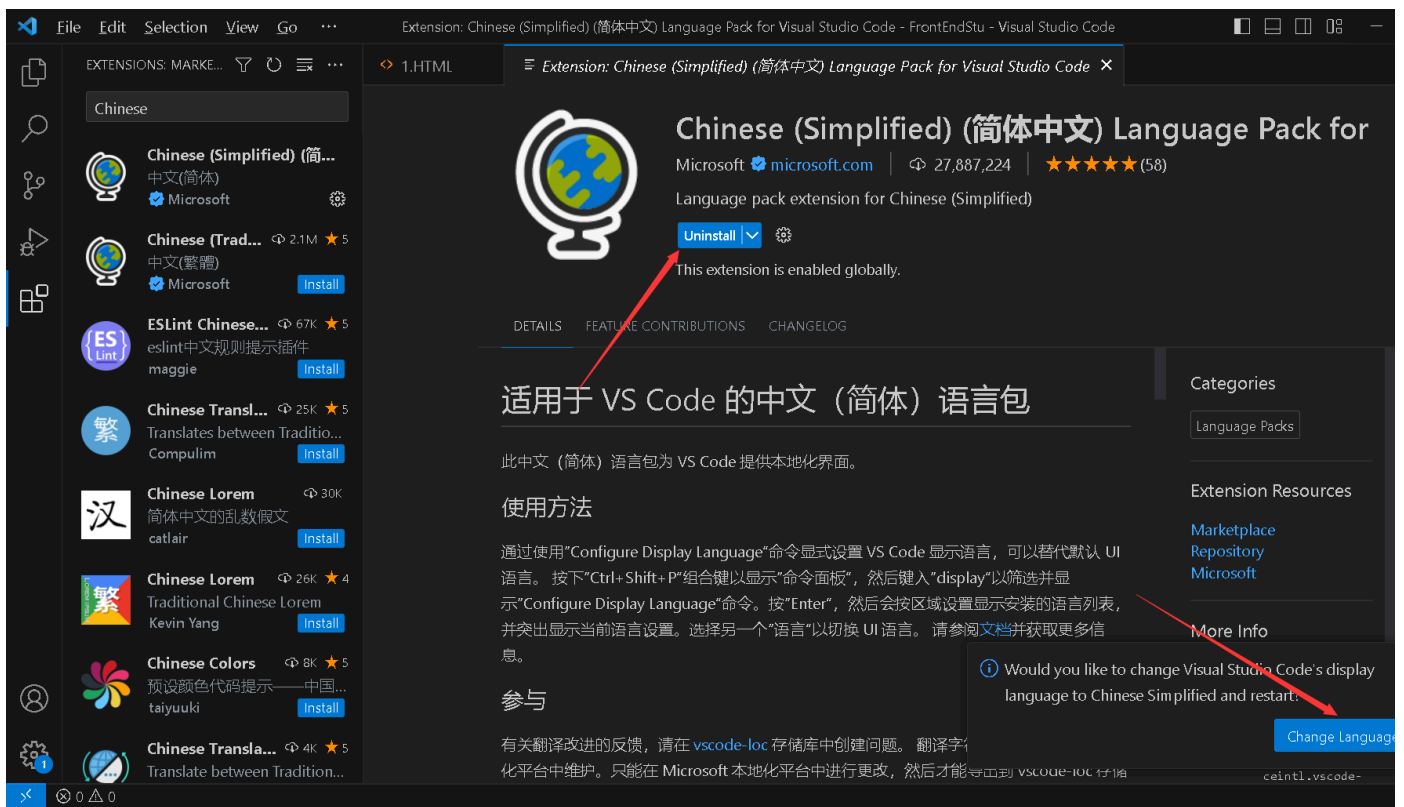 File Edit Selection View Go ···
Extension: Chinese (Simplified) (简体中文) Language Pack for Visual Studio Code - FrontEndStu - Visual Studio Code
EXTENSIONS: MARKE...
Chinese
Chinese (Simplified) (简...
中文(简体)
Microsoft
Chinese (Trad... 2.1M ★ 5
中文(繁體)
Microsoft Install
{ES}
Lint
ESLint Chinese... 67K ★ 5
eslint中文规则提示插件
maggie Install
繁
Chinese Transl... 25K ★ 5
Translates between Traditio...
Compulim Install
汉
Chinese Lorem 30K
简体中文的乱数假文
catlair Install
繁
Chinese Lorem 26K ★ 4
Traditional Chinese Lorem
Kevin Yang Install
Chinese Colors 8K ★ 5
预设颜色代码提示——中国...
taiyuuki Install
Chinese Transla... 4K ★ 5
Translate between Tradition...
1
0 0
1.HTML
Extension: Chinese (Simplified) (简体中文) Language Pack for Visual Studio Code
Chinese (Simplified) (简体中文) Language Pack for
Microsoft microsoft.com 27,887,224 ★★★★★(58)
Language pack extension for Chinese (Simplified)
Uninstall
This extension is enabled globally.
DETAILS FEATURE CONTRIBUTIONS CHANGELOG
适用于 VS Code 的中文（简体）语言包
此中文（简体）语言包为 VS Code 提供本地化界面。
使用方法
通过使用"Configure Display Language"命令显式设置 VS Code 显示语言，可以替代默认 UI
语言。 按下"Ctrl+Shift+P"组合键以显示"命令面板"，然后键入"display"以筛选并显
示"Configure Display Language"命令。按"Enter"，然后会按区域设置显示安装的语言列表，
并突出显示当前语言设置。选择另一个"语言"以切换 UI 语言。 请参阅文档并获取更多信
息。
参与
有关翻译改进的反馈，请在 vscode-loc 存储库中创建问题。 翻译字
化平台中维护。只能在 Microsoft 本地化平台中进行更改，然后才能导出到 vscode-loc 存储
Categories
Language Packs
Extension Resources
Marketplace
Repository
Microsoft
More Info
Would you like to change Visual Studio Code's display
language to Chinese Simplified and restart?
Change Language
ceintl.vscode-